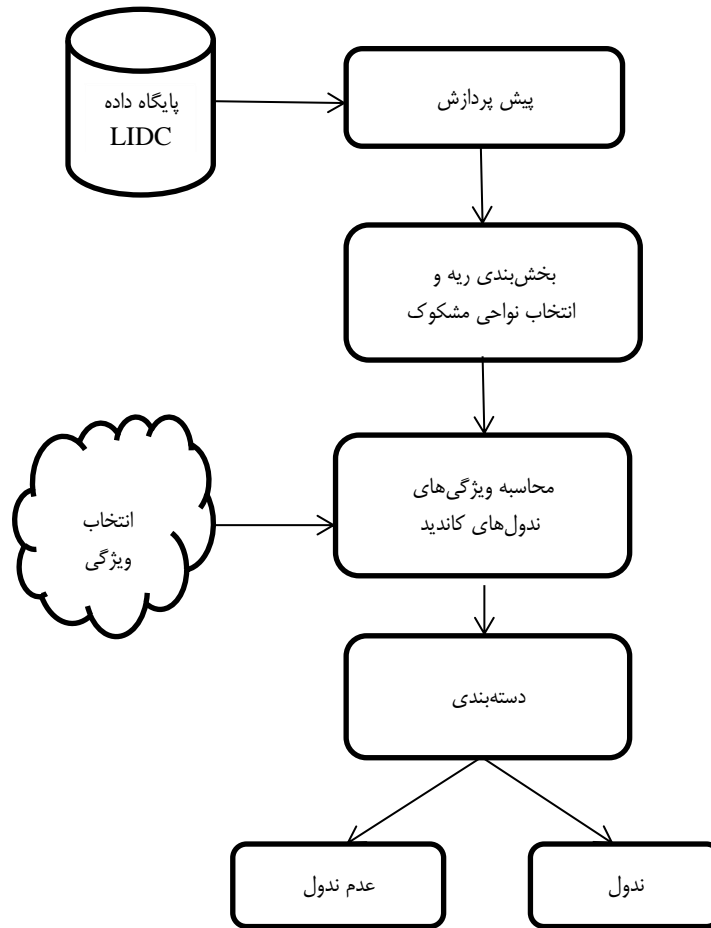 پایگاه داده
LIDC
پیش پردازش
بخش‌بندی ریه و
انتخاب نواحی مشکوک
محاسبه ویژگی‌های
ندول‌های کاندید
انتخاب
ویژگی
دسته‌بندی
عدم ندول
ندول